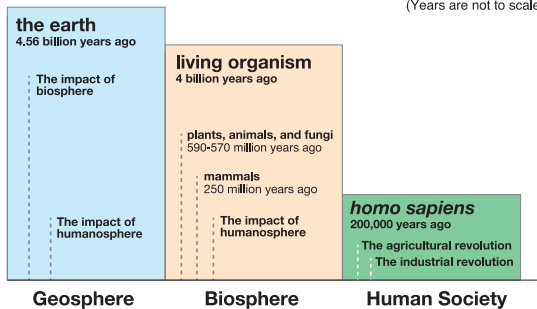 (Years are not to scale
the earth
4.56 billion years ago
The impact of
biosphere
The impact of
humanosphere
living organism
4 billion years ago
plants, animals, and fungi
590-570 million years ago
mammals
250 million years ago
The impact of
humanosphere
homo sapiens
200,000 years ago
The agricultural revolution
The industrial revolution
Geosphere
Biosphere
Human Society